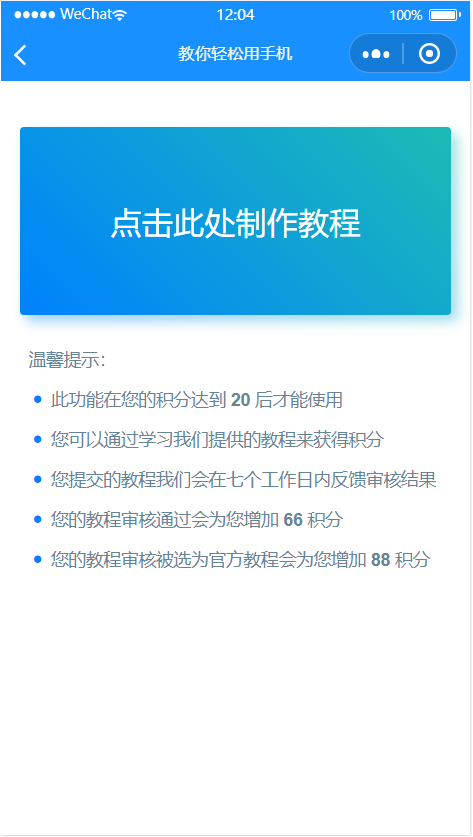 WeChat
12:04
100%
教你轻松用手机
点击此处制作教程
温馨提示：
此功能在您的积分达到 20 后才能使用
您可以通过学习我们提供的教程来获得积分
您提交的教程我们会在七个工作日内反馈审核结果
您的教程审核通过会为您增加 66 积分
您的教程审核被选为官方教程会为您增加 88 积分